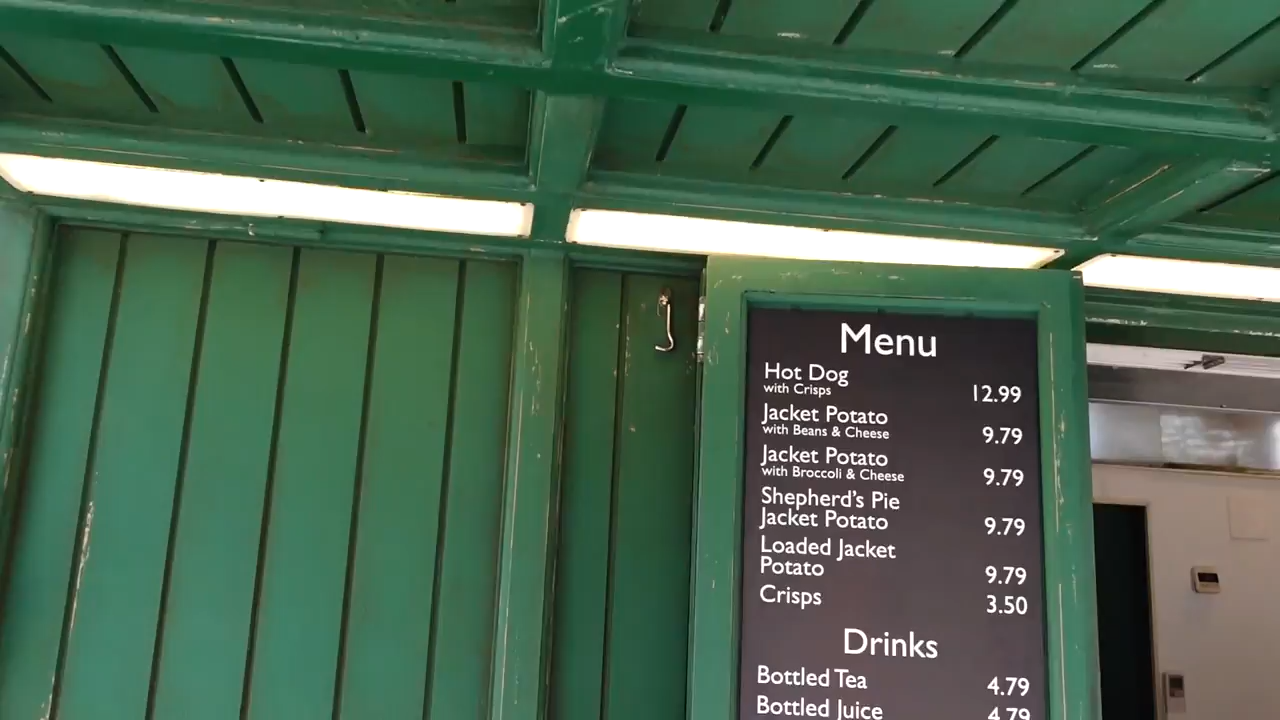 Menu
Hot Dog
with Crisps
12.99
Jacket Potato
with Beans & Cheese
9.79
Jacket Potato
with Broccoli & Cheese
9.79
Shepherd's Pie
Jacket Potato
9.79
Loaded Jacket
Potato
9.79
Crisps
3.50
Drinks
Bottled Tea
4.79
Bottled Juice
4.79